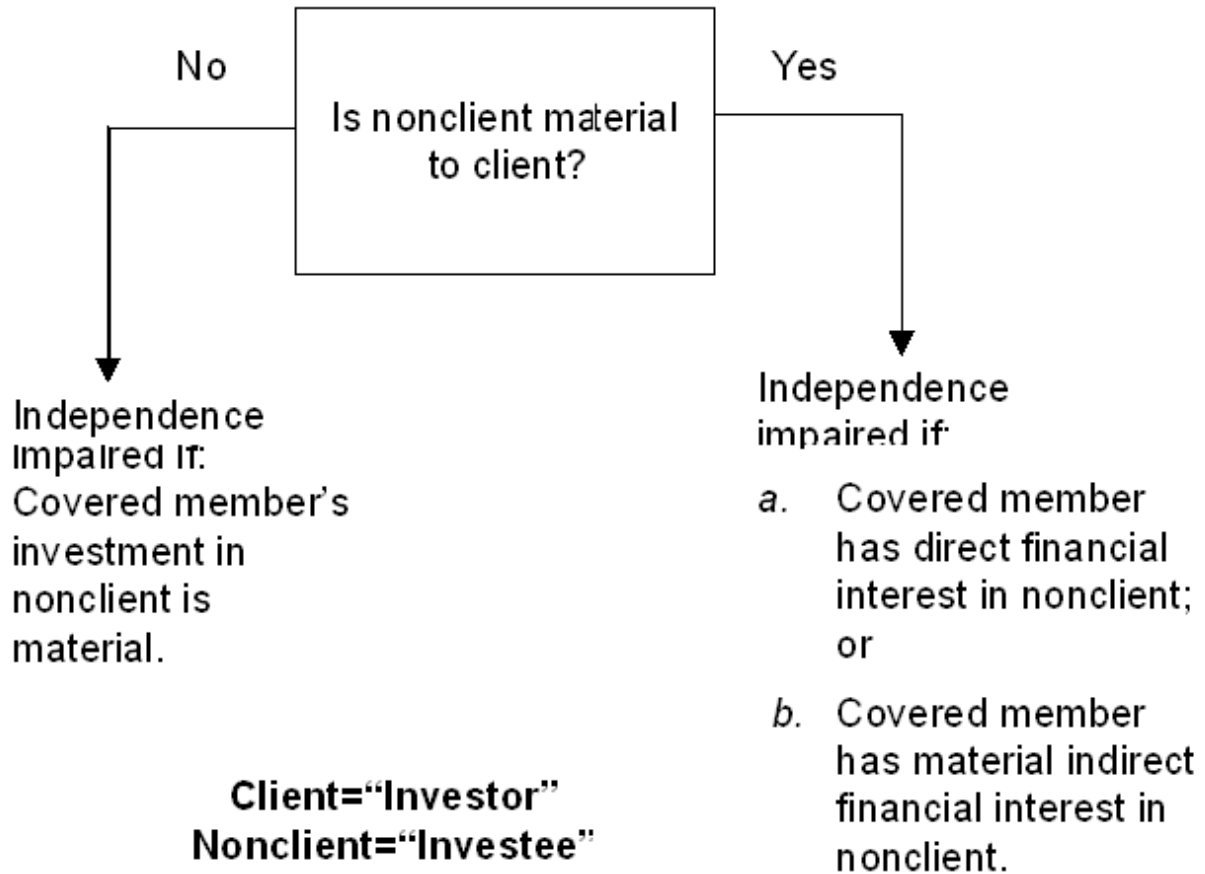 No
Yes
Is nonclient material
to client?
Independence
impaired if:
Covered member's
investment in
nonclient is
material.
Independence
impaired if:
a. Covered member
has direct financial
interest in nonclient;
or
b. Covered member
has material indirect
financial interest in
nonclient.
Client=“Investor”
Nonclient=“Investee”